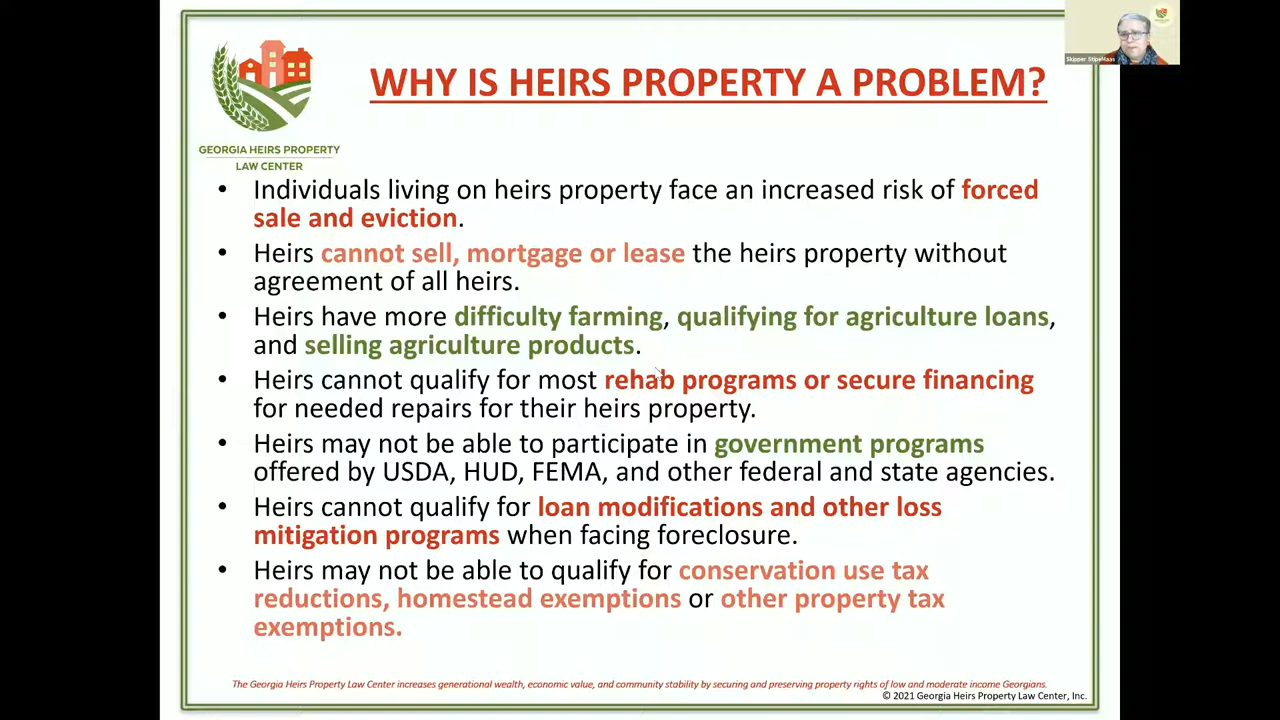 Skipper StipeMaas
WHY IS HEIRS PROPERTY A PROBLEM?
GEORGIA HEIRS PROPERTY
LAW CENTER
• Individuals living on heirs property face an increased risk of forced
sale and eviction.
• Heirs cannot sell, mortgage or lease the heirs property without
agreement of all heirs.
• Heirs have more difficulty farming, qualifying for agriculture loans,
and selling agriculture products.
• Heirs cannot qualify for most rehab programs or secure financing
for needed repairs for their heirs property.
• Heirs may not be able to participate in government programs
offered by USDA, HUD, FEMA, and other federal and state agencies.
• Heirs cannot qualify for loan modifications and other loss
mitigation programs when facing foreclosure.
• Heirs may not be able to qualify for conservation use tax
reductions, homestead exemptions or other property tax
exemptions.
The Georgia Heirs Property Law Center increases generational wealth, economic value, and community stability by securing and preserving property rights of low and moderate income Georgians.
© 2021 Georgia Heirs Property Law Center, Inc.